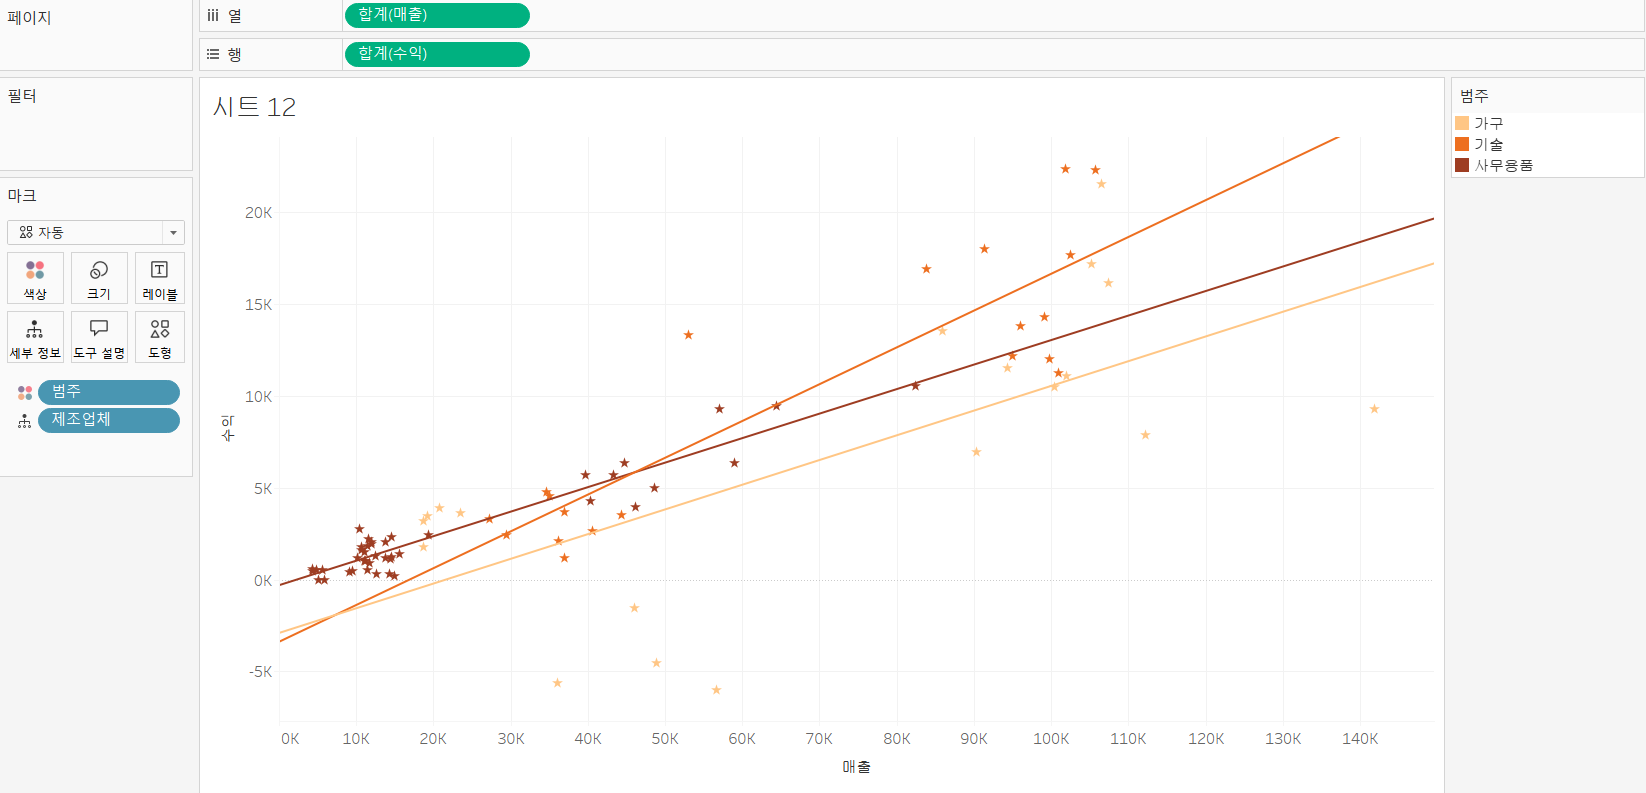 페이지
열
합계(매출)
행
합계(수익)
필터
마크
자동
색상
크기
레이블
세부 정보
도구 설명
도형
범주
제조업체
시트 12
20K
15K
10K
5K
0K
-5K
수익
0K 10K 20K 30K 40K 50K 60K 70K 80K 90K 100K 110K 120K 130K 140K
매출
범주
가구
기술
사무용품